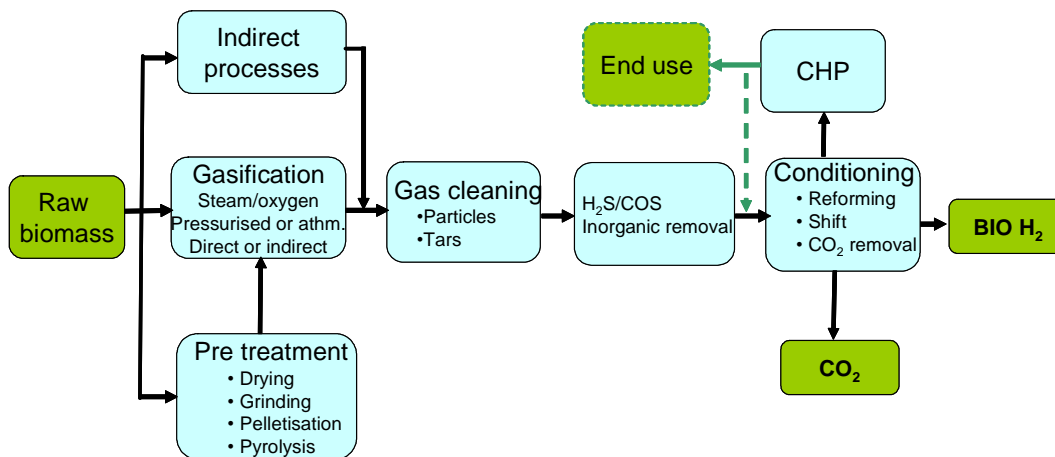 Indirect
processes
End use
CHP
Raw
biomass
Gasification
Steam/oxygen
Pressurised or athm.
Direct or indirect
Gas cleaning
•Particles
•Tars
H₂S/COS
Inorganic removal
Conditioning
• Reforming
• Shift
• CO₂ removal
BIO H₂
Pre treatment
• Drying
• Grinding
• Pelletisation
• Pyrolysis
CO₂